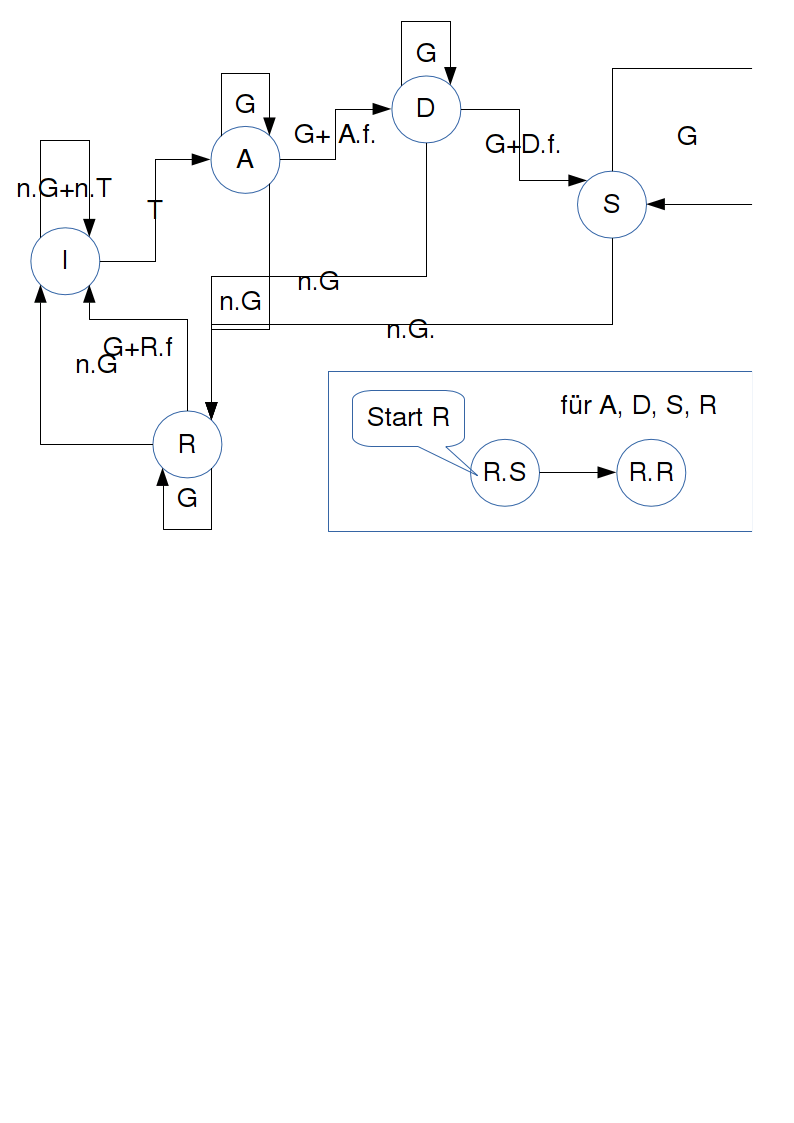 G
D
G
A
G+ A.f.
G+D.f.
G
n.G+n.T
T
S
I
n.G
n.G
n.G.
G+R.f
n.G
R
G
Start R
für A, D, S, R
R.S
R.R